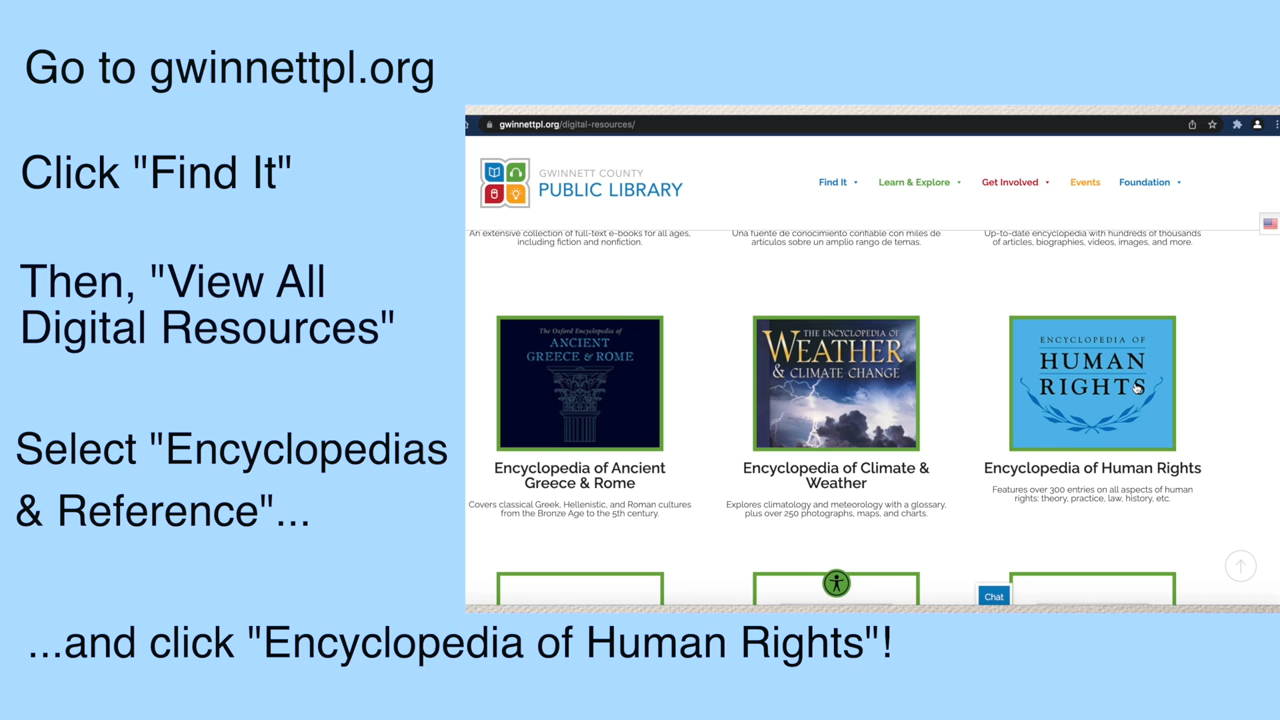 Go to gwinnettpl.org
Click "Find It"
Then, "View All
Digital Resources"
Select "Encyclopedias
& Reference"...
...and click "Encyclopedia of Human Rights"!
gwinnettpl.org/digital-resources/
GWINNETT COUNTY
PUBLIC LIBRARY
Find It
Learn & Explore
Get Involved
Events
Foundation
An extensive collection of full-text e-books for all ages,
including fiction and nonfiction.
Una fuente de conocimiento confiable con miles de
artículos sobre un amplio rango de temas.
Up-to-date encyclopedia with hundreds of thousands
of articles, biographies, videos, images, and more.
The Oxford Encyclopedia of
ANCIENT
GREECE & ROME
THE ENCYCLOPEDIA OF
WEATHER
& CLIMATE CHANGE
ENCYCLOPEDIA OF
HUMAN
RIGHTS
Encyclopedia of Ancient
Greece & Rome
Covers classical Greek, Hellenistic, and Roman cultures
from the Bronze Age to the 5th century.
Encyclopedia of Climate &
Weather
Explores climatology and meteorology with a glossary,
plus over 250 photographs, maps, and charts.
Encyclopedia of Human Rights
Features over 300 entries on all aspects of human
rights: theory, practice, law, history, etc.
Chat